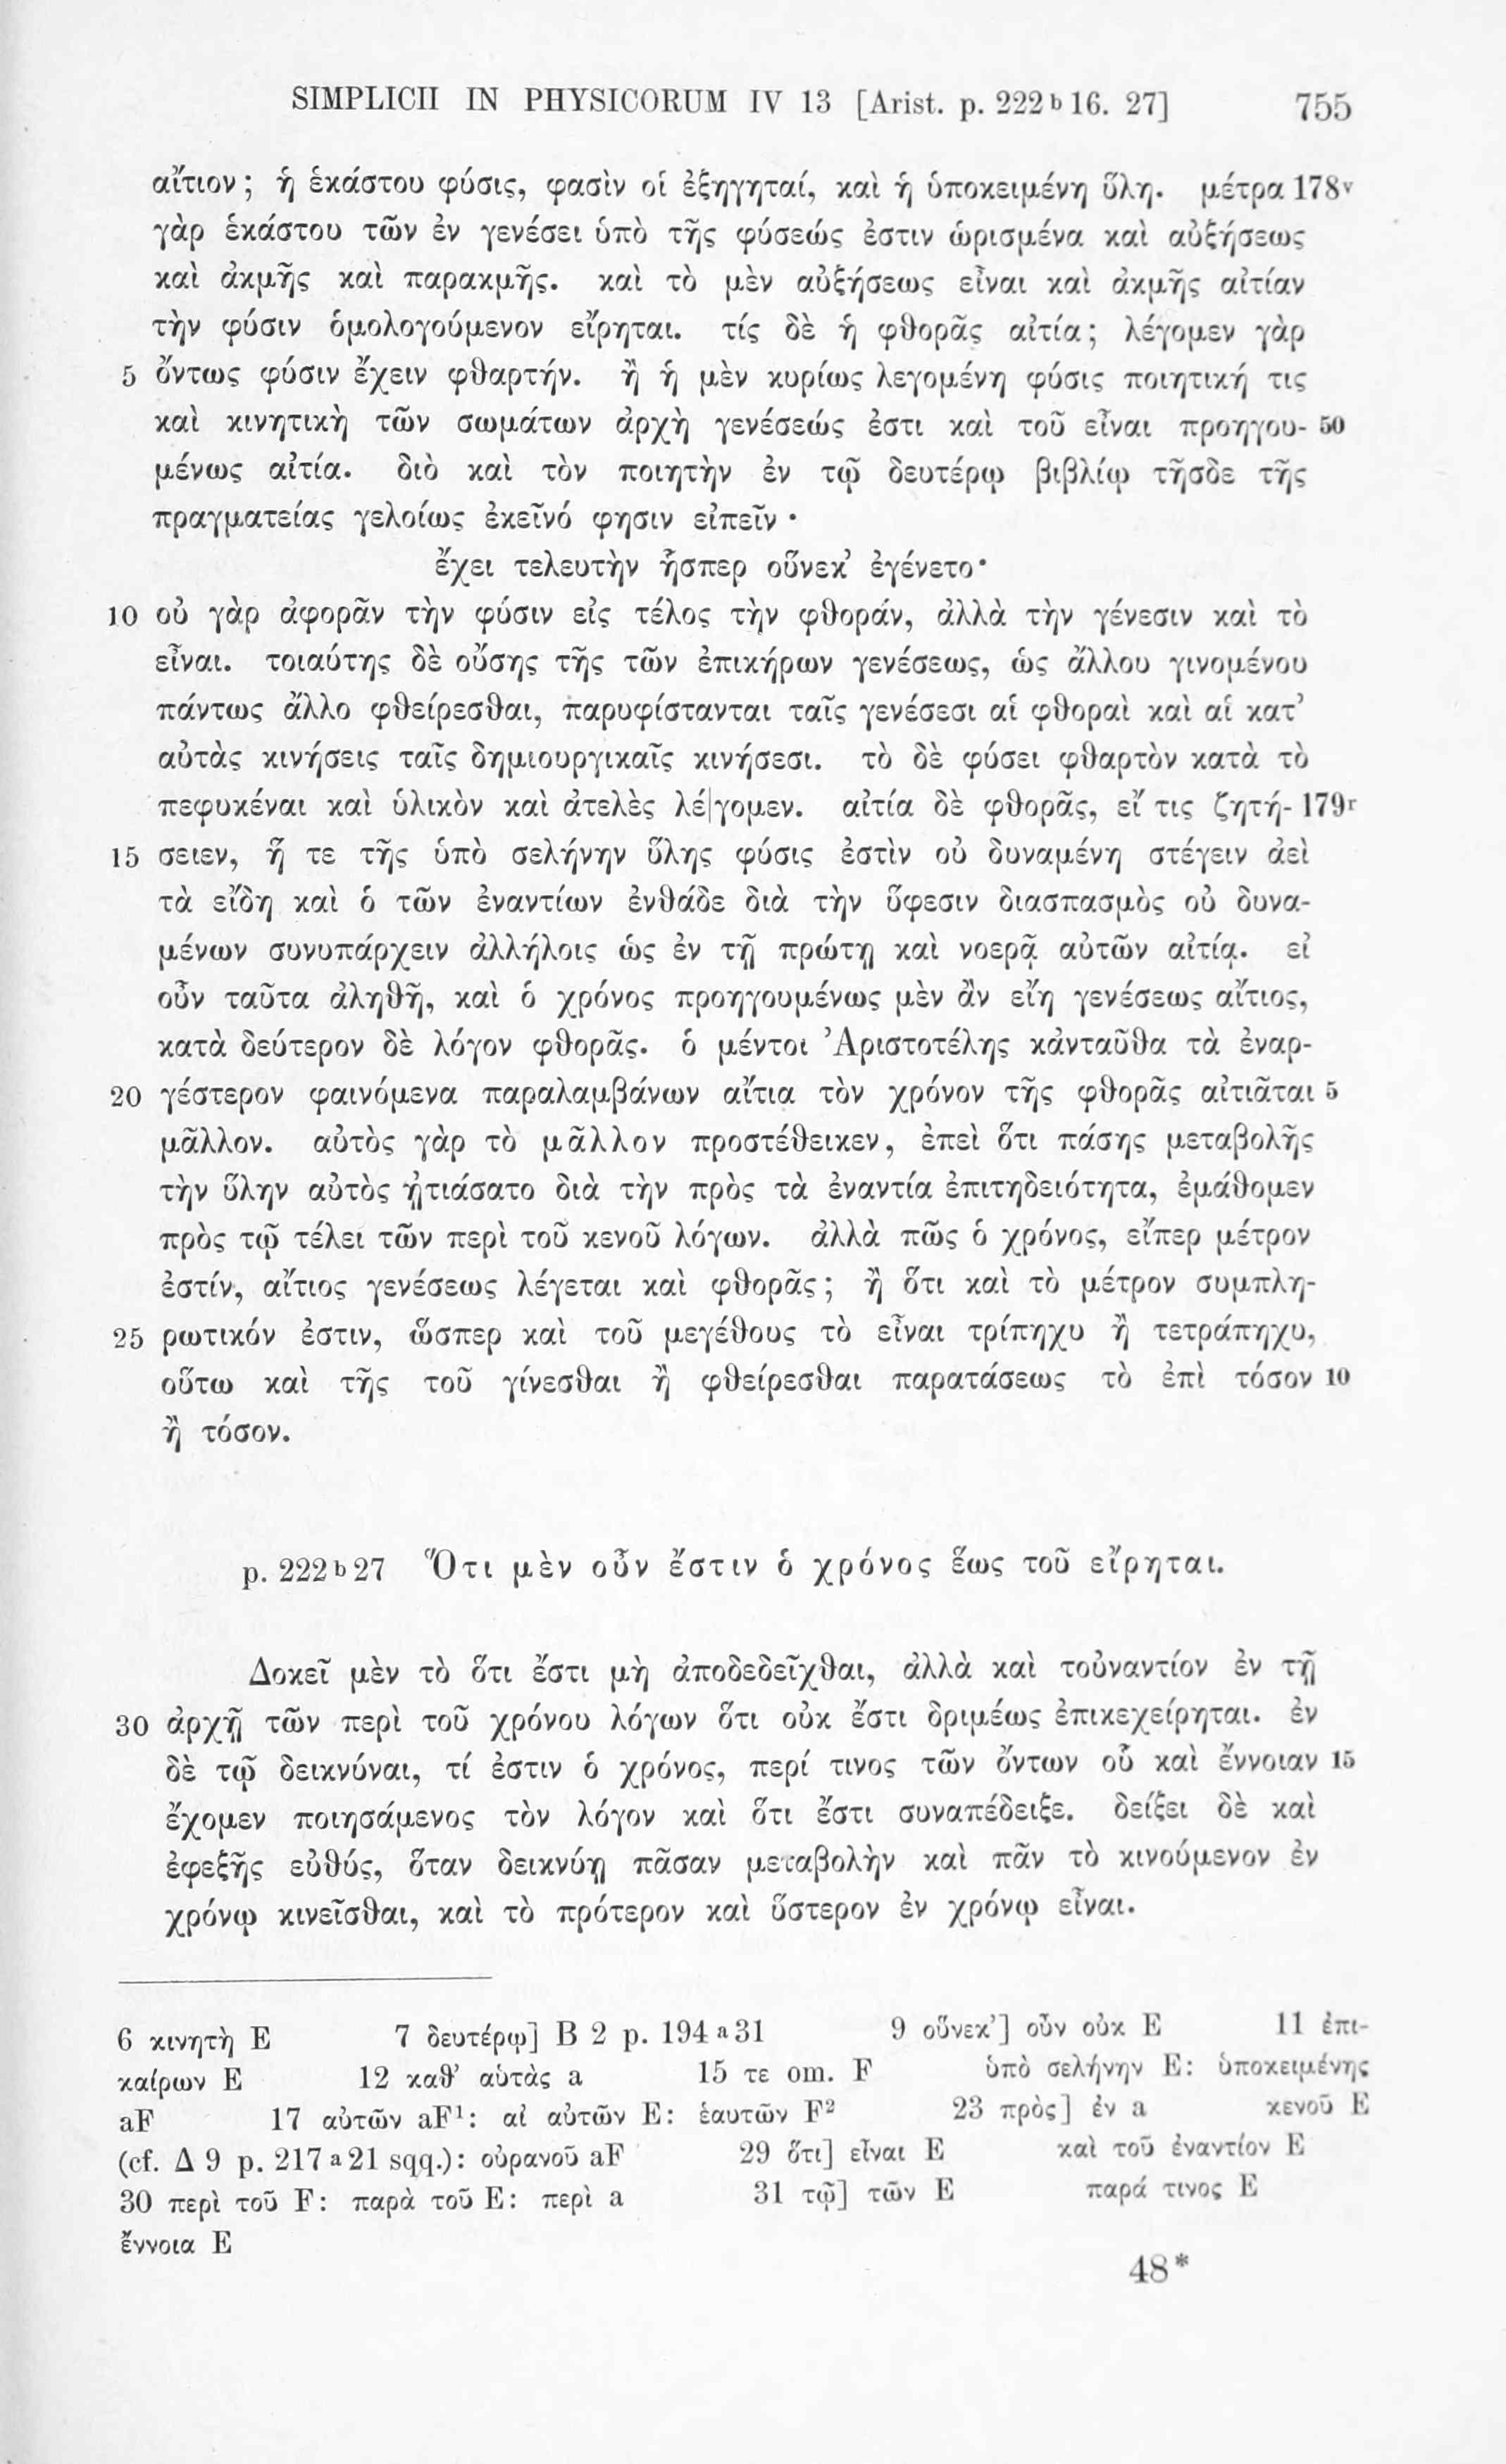 SIMPLICII IN PHYSICORUM IV 13 [Arist. p. 222 b 16. 27] 755
αἴτιον; ἡ ἑκάστου φύσις, φασὶν οἱ ἐξηγηταί, καὶ ἡ ὑποκειμένη ὕλη. μέτρα 178v
γὰρ ἑκάστου τῶν ἐν γενέσει ὑπὸ τῆς φύσεώς ἐστιν ὡρισμένα καὶ αὐξήσεως
καὶ ἀκμῆς καὶ παρακμῆς. καὶ τὸ μὲν αὐξήσεως εἶναι καὶ ἀκμῆς αἰτίαν
τὴν φύσιν ὁμολογούμενον εἴρηται. τίς δὲ ἡ φθορᾶς αἰτία; λέγομεν γὰρ
5 ὄντως φύσιν ἔχειν φθαρτήν. ἢ ἡ μὲν κυρίως λεγομένη φύσις ποιητική τις
καὶ κινητικὴ τῶν σωμάτων ἀρχὴ γενέσεώς ἐστι καὶ τοῦ εἶναι προηγου- 50
μένως αἰτία. διὸ καὶ τὸν ποιητὴν ἐν τῷ δευτέρῳ βιβλίῳ τῆσδε τῆς
πραγματείας γελοίως ἐκεῖνό φησιν εἰπεῖν·
ἔχει τελευτὴν ἧσπερ οὕνεκ’ ἐγένετο·
10 οὐ γὰρ ἀφορᾶν τὴν φύσιν εἰς τέλος τὴν φθοράν, ἀλλὰ τὴν γένεσιν καὶ τὸ
εἶναι. τοιαύτης δὲ οὔσης τῆς τῶν ἐπικήρων γενέσεως, ὡς ἄλλου γινομένου
πάντως ἄλλο φθείρεσθαι, παρυφίστανται ταῖς γενέσεσι αἱ φθοραὶ καὶ αἱ κατ’
αὐτὰς κινήσεις ταῖς δημιουργικαῖς κινήσεσι. τὸ δὲ φύσει φθαρτὸν κατὰ τὸ
πεφυκέναι καὶ ὑλικὸν καὶ ἀτελὲς λέ|γομεν. αἰτία δὲ φθορᾶς, εἴ τις ζητή- 179r
15 σειεν, ἥ τε τῆς ὑπὸ σελήνην ὕλης φύσις ἐστὶν οὐ δυναμένη στέγειν ἀεὶ
τὰ εἴδη καὶ ὁ τῶν ἐναντίων ἐνθάδε διὰ τὴν ὕφεσιν διασπασμὸς οὐ δυνα-
μένων συνυπάρχειν ἀλλήλοις ὡς ἐν τῇ πρώτῃ καὶ νοερᾷ αὐτῶν αἰτίᾳ. εἰ
οὖν ταῦτα ἀληθῆ, καὶ ὁ χρόνος προηγουμένως μὲν ἂν εἴη γενέσεως αἴτιος,
κατὰ δεύτερον δὲ λόγον φθορᾶς. ὁ μέντοι Ἀριστοτέλης κἀνταῦθα τὰ ἐναρ-
20 γέστερον φαινόμενα παραλαμβάνων αἴτια τὸν χρόνον τῆς φθορᾶς αἰτιᾶται 5
μᾶλλον. αὐτὸς γὰρ τὸ μᾶλλον προστέθεικεν, ἐπεὶ ὅτι πάσης μεταβολῆς
τὴν ὕλην αὐτὸς ᾐτιάσατο διὰ τὴν πρὸς τὰ ἐναντία ἐπιτηδειότητα, ἐμάθομεν
πρὸς τῷ τέλει τῶν περὶ τοῦ κενοῦ λόγων. ἀλλὰ πῶς ὁ χρόνος, εἴπερ μέτρον
ἐστίν, αἴτιος γενέσεως λέγεται καὶ φθορᾶς; ἢ ὅτι καὶ τὸ μέτρον συμπλη-
25 ρωτικόν ἐστιν, ὥσπερ καὶ τοῦ μεγέθους τὸ εἶναι τρίπηχυ ἢ τετράπηχυ,
οὕτω καὶ τῆς τοῦ γίνεσθαι ἢ φθείρεσθαι παρατάσεως τὸ ἐπὶ τόσον 10
ἢ τόσον.
p. 222 b 27 Ὅτι μὲν οὖν ἔστιν ὁ χρόνος ἕως τοῦ εἴρηται.
Δοκεῖ μὲν τὸ ὅτι ἔστι μὴ ἀποδεδεῖχθαι, ἀλλὰ καὶ τοὐναντίον ἐν τῇ
30 ἀρχῇ τῶν περὶ τοῦ χρόνου λόγων ὅτι οὐκ ἔστι δριμέως ἐπικεχείρηται. ἐν
δὲ τῷ δεικνύναι, τί ἐστιν ὁ χρόνος, περί τινος τῶν ὄντων οὗ καὶ ἔννοιαν 15
ἔχομεν ποιησάμενος τὸν λόγον καὶ ὅτι ἔστι συναπέδειξε. δείξει δὲ καὶ
ἐφεξῆς εὐθύς, ὅταν δεικνύῃ πᾶσαν μεταβολὴν καὶ πᾶν τὸ κινούμενον ἐν
χρόνῳ κινεῖσθαι, καὶ τὸ πρότερον καὶ ὕστερον ἐν χρόνῳ εἶναι.
6 κινητὴ E 7 δευτέρῳ] B 2 p. 194 a 31 9 οὕνεκ’] οὖν οὐκ E 11 ἐπι-
καίρων E 12 καθ’ αὑτὰς a 15 τε om. F ὑπὸ σελήνην E: ὑποκειμένης
aF 17 αὐτῶν aF1: αἱ αὐτῶν E: ἑαυτῶν F2 23 πρὸς] ἐν a κενοῦ E
(cf. Δ 9 p. 217 a 21 sqq.): οὐρανοῦ aF 29 ὅτι] εἶναι E καὶ τοῦ ἐναντίον E
30 περὶ τοῦ F: παρὰ τοῦ E: περὶ a 31 τῷ] τῶν E παρά τινος E
ἔννοια E
48*